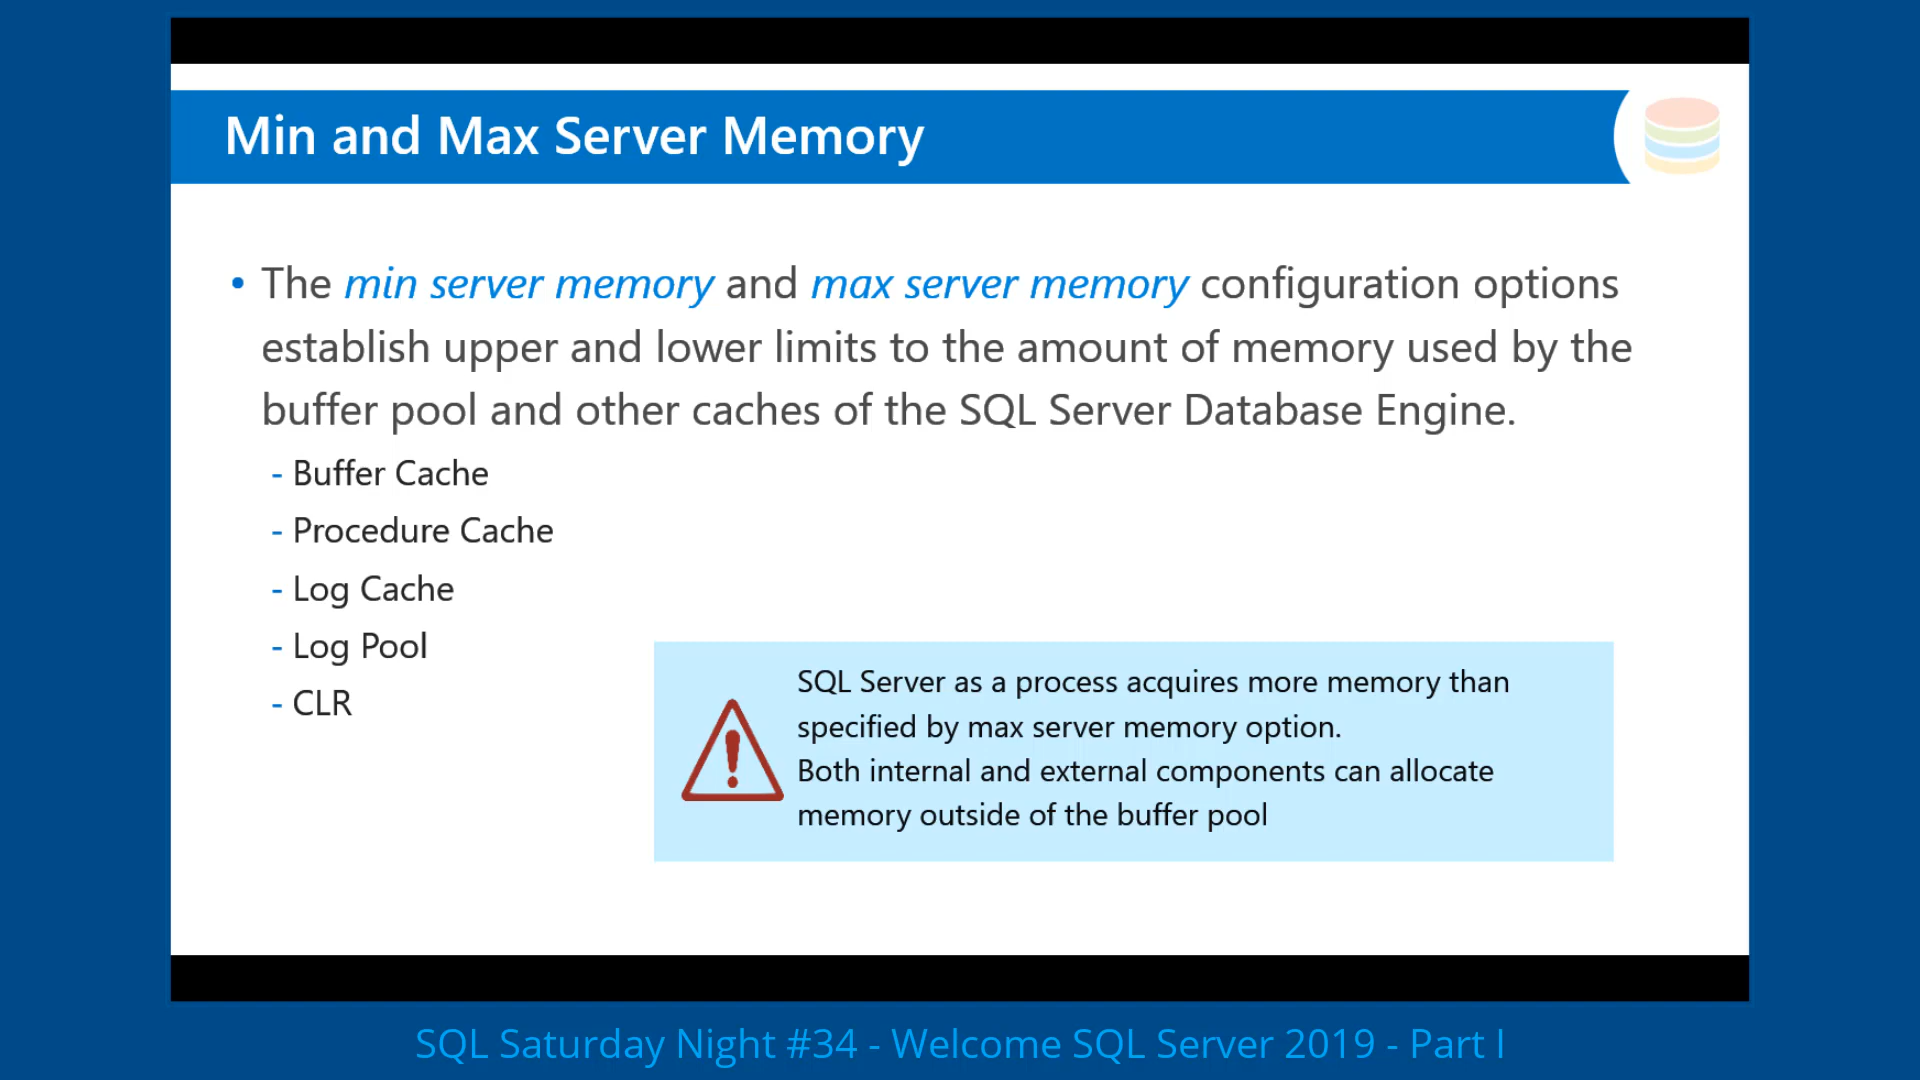 Min and Max Server Memory
• The min server memory and max server memory configuration options
establish upper and lower limits to the amount of memory used by the
buffer pool and other caches of the SQL Server Database Engine.
- Buffer Cache
- Procedure Cache
- Log Cache
- Log Pool
- CLR
SQL Server as a process acquires more memory than
specified by max server memory option.
Both internal and external components can allocate
memory outside of the buffer pool
SQL Saturday Night #34 - Welcome SQL Server 2019 - Part I